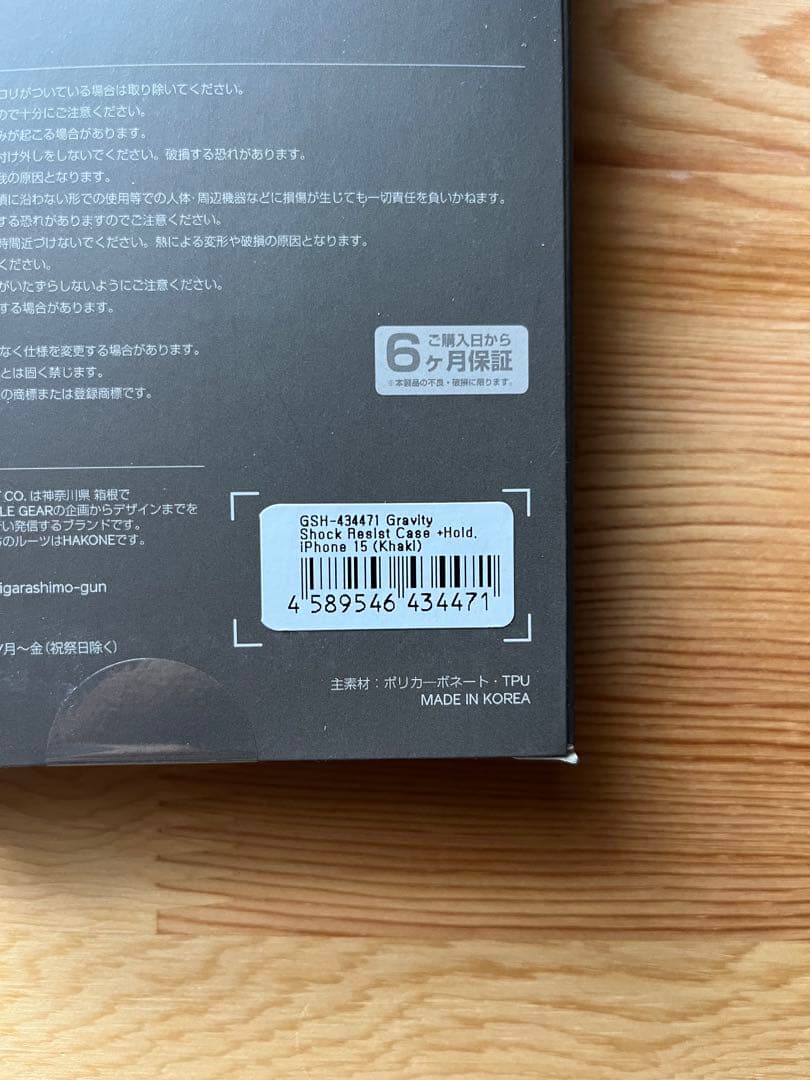 コリがついている場合は取り除いてください。
ので十分にご注意ください。
みが起こる場合があります。
付け外しをしないでください。破損する恐れがあります。
我の原因となります。
項に沿わない形での使用等での人体・周辺機器などに損傷が生じても一切責任を負いかねます。
する恐れがありますのでご注意ください。
時間近づけないでください。熱による変形や破損の原因となります。
ください。
がいたずらしないようにご注意ください。
する場合があります。
なく仕様を変更する場合があります。
とは固く禁じます。
の商標または登録商標です。
6 ご購入日から
ヶ月保証
※本製品の不良・破損に限ります。
CO. は神奈川県 箱根で
LE GEARの企画からデザインまでを
い発信するブランドです。
のルーツはHAKONEです。
igarashimo-gun
月〜金(祝祭日除く)
GSH-434471 Gravity
Shock Resist Case +Hold.
iPhone 15 (Khaki)
4 589546 434471
主素材：ポリカーボネート・TPU
MADE IN KOREA